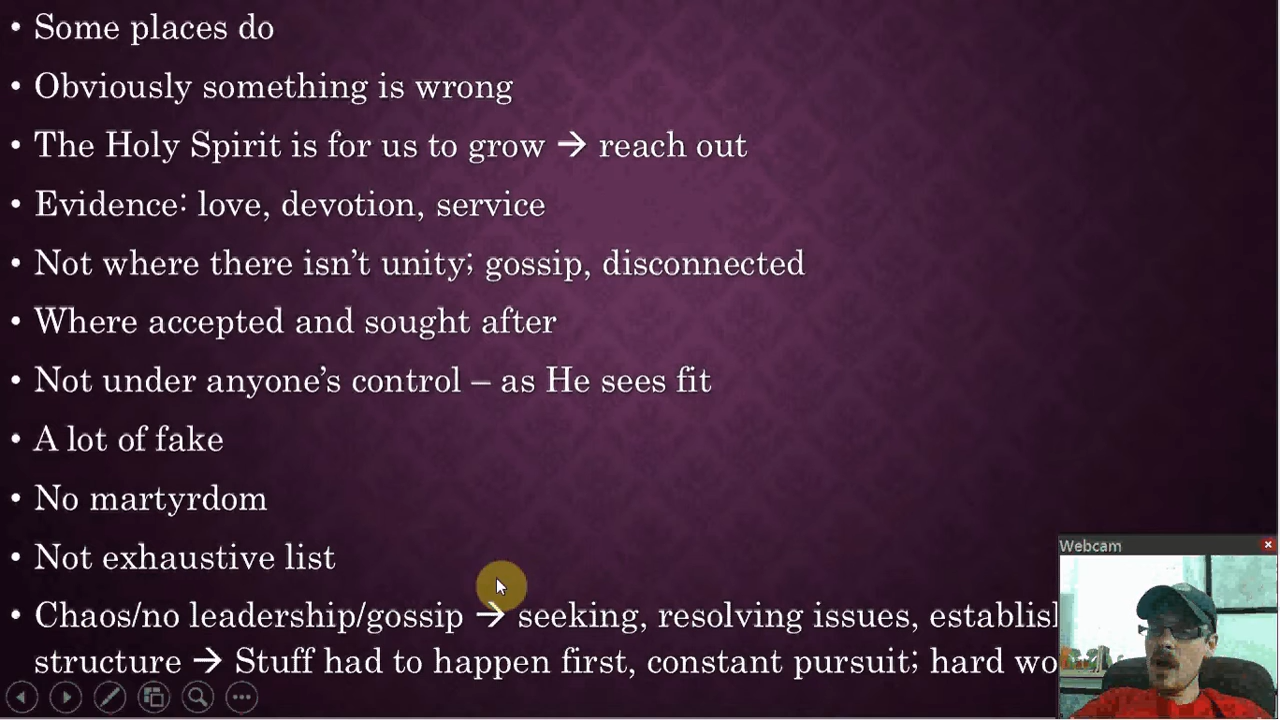 • Some places do
• Obviously something is wrong
• The Holy Spirit is for us to grow → reach out
• Evidence: love, devotion, service
• Not where there isn’t unity; gossip, disconnected
• Where accepted and sought after
• Not under anyone’s control – as He sees fit
• A lot of fake
• No martyrdom
• Not exhaustive list
Webcam
• Chaos/no leadership/gossip → seeking, resolving issues,
structure → Stuff had to happen first, constant pursuit; hard